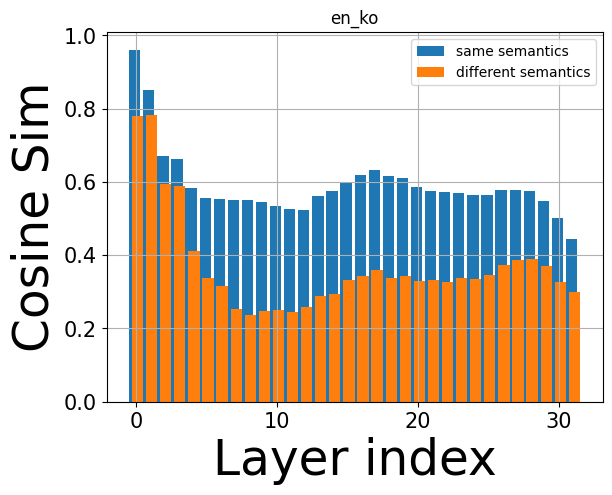 en_ko
same semantics
different semantics
Cosine Sim
1.0
0.8
0.6
0.4
0.2
0.0
0 10 20 30
Layer index